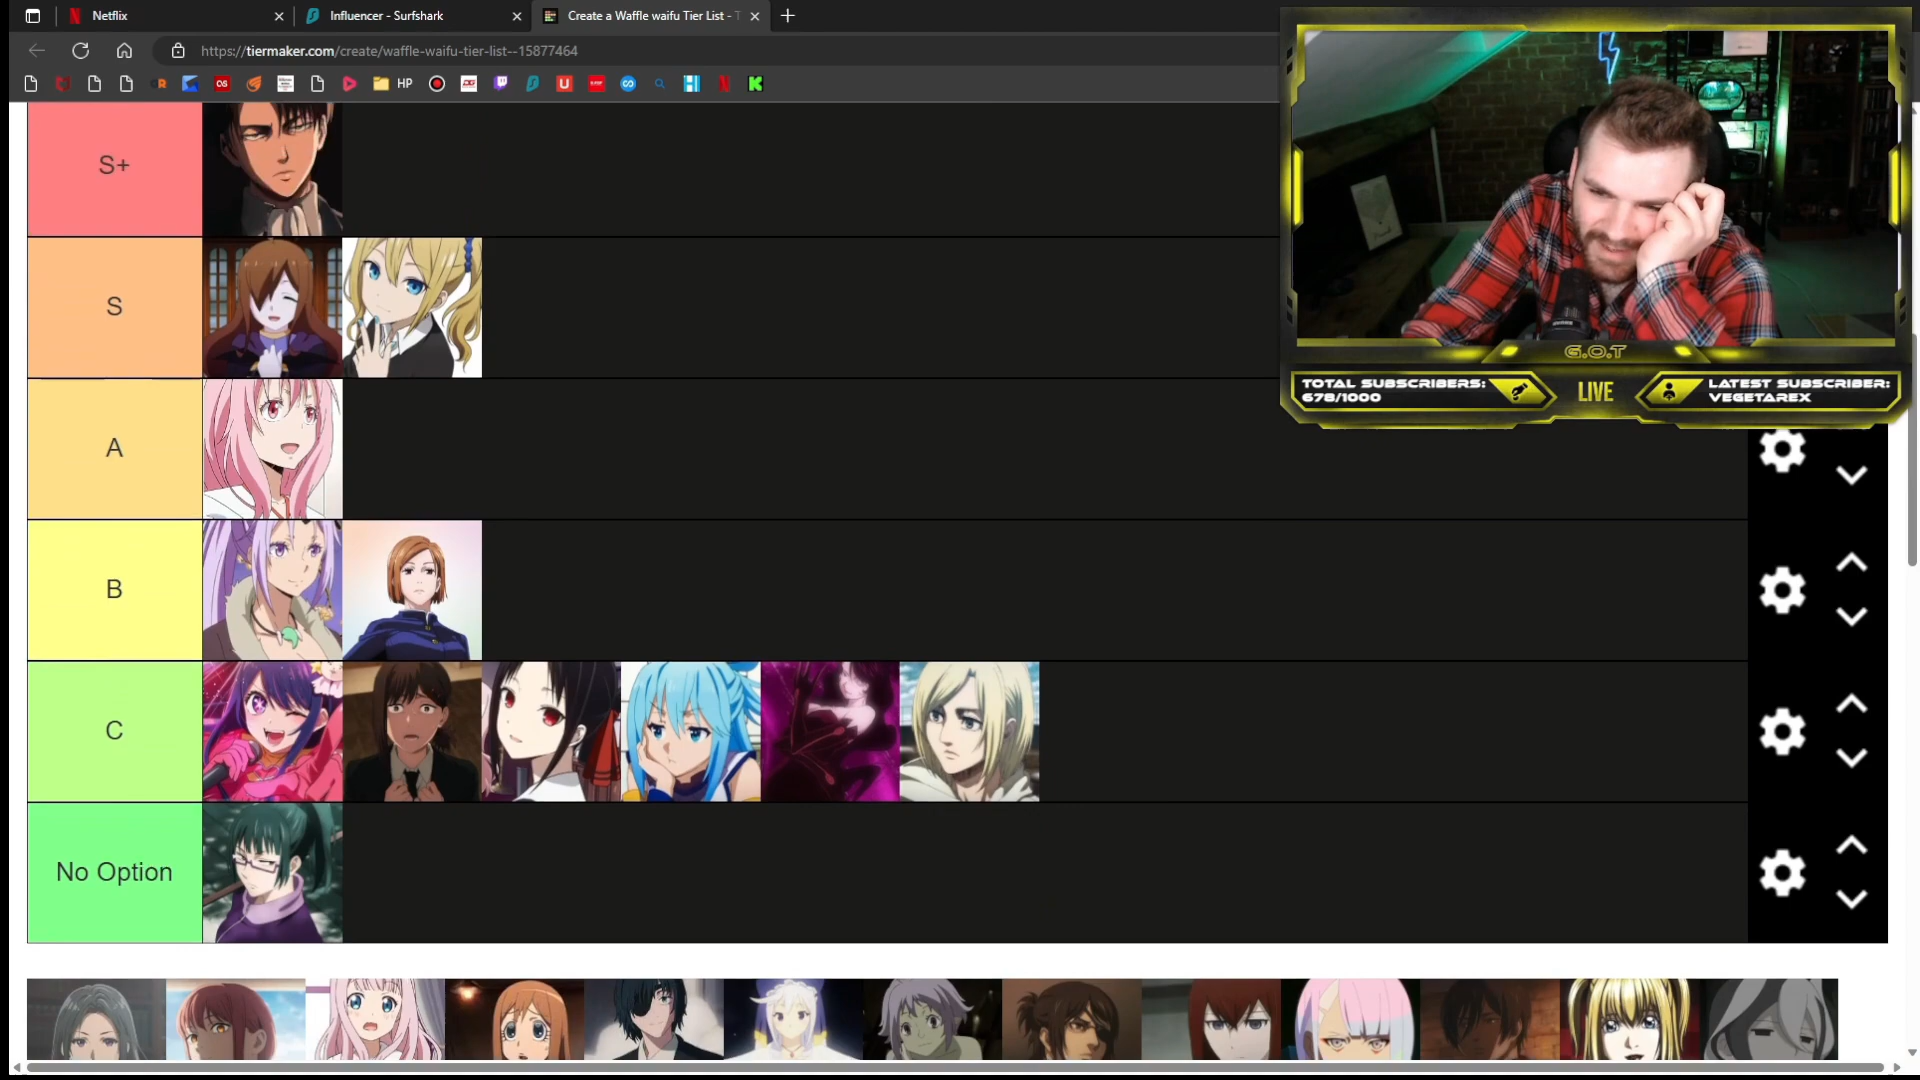 Netflix
Influencer - Surfshark
Create a Waffle waifu Tier List - T
https://tiermaker.com/create/waffle-waifu-tier-list--15877464
HP
S+
S
A
B
C
No Option
G.O.T
TOTAL SUBSCRIBERS:
678/1000
LIVE
LATEST SUBSCRIBER:
VEGETAREX